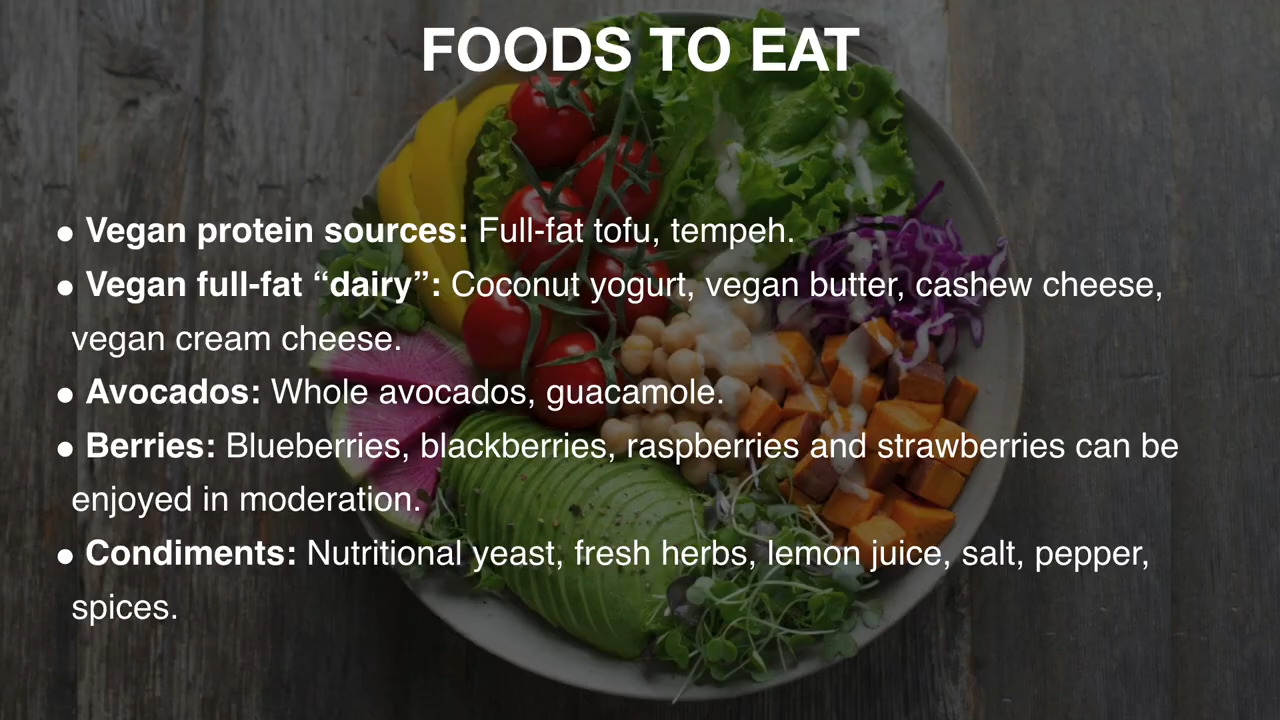 FOODS TO EAT
• Vegan protein sources: Full-fat tofu, tempeh.
• Vegan full-fat “dairy”: Coconut yogurt, vegan butter, cashew cheese,
vegan cream cheese.
• Avocados: Whole avocados, guacamole.
• Berries: Blueberries, blackberries, raspberries and strawberries can be
enjoyed in moderation.
• Condiments: Nutritional yeast, fresh herbs, lemon juice, salt, pepper,
spices.